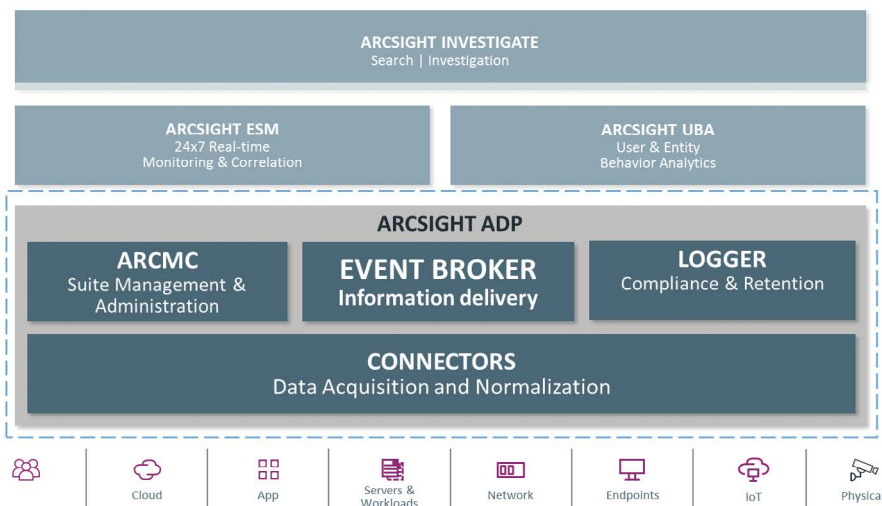 ARCSIGHT INVESTIGATE
Search | Investigation
ARCSIGHT ESM
24x7 Real-time
Monitoring & Correlation
ARCSIGHT UBA
User & Entity
Behavior Analytics
ARCSIGHT ADP
ARCMC
Suite Management &
Administration
EVENT BROKER
Information delivery
LOGGER
Compliance & Retention
CONNECTORS
Data Acquisition and Normalization
Cloud
App
Servers &
Workloads
Network
Endpoints
IoT
Physica